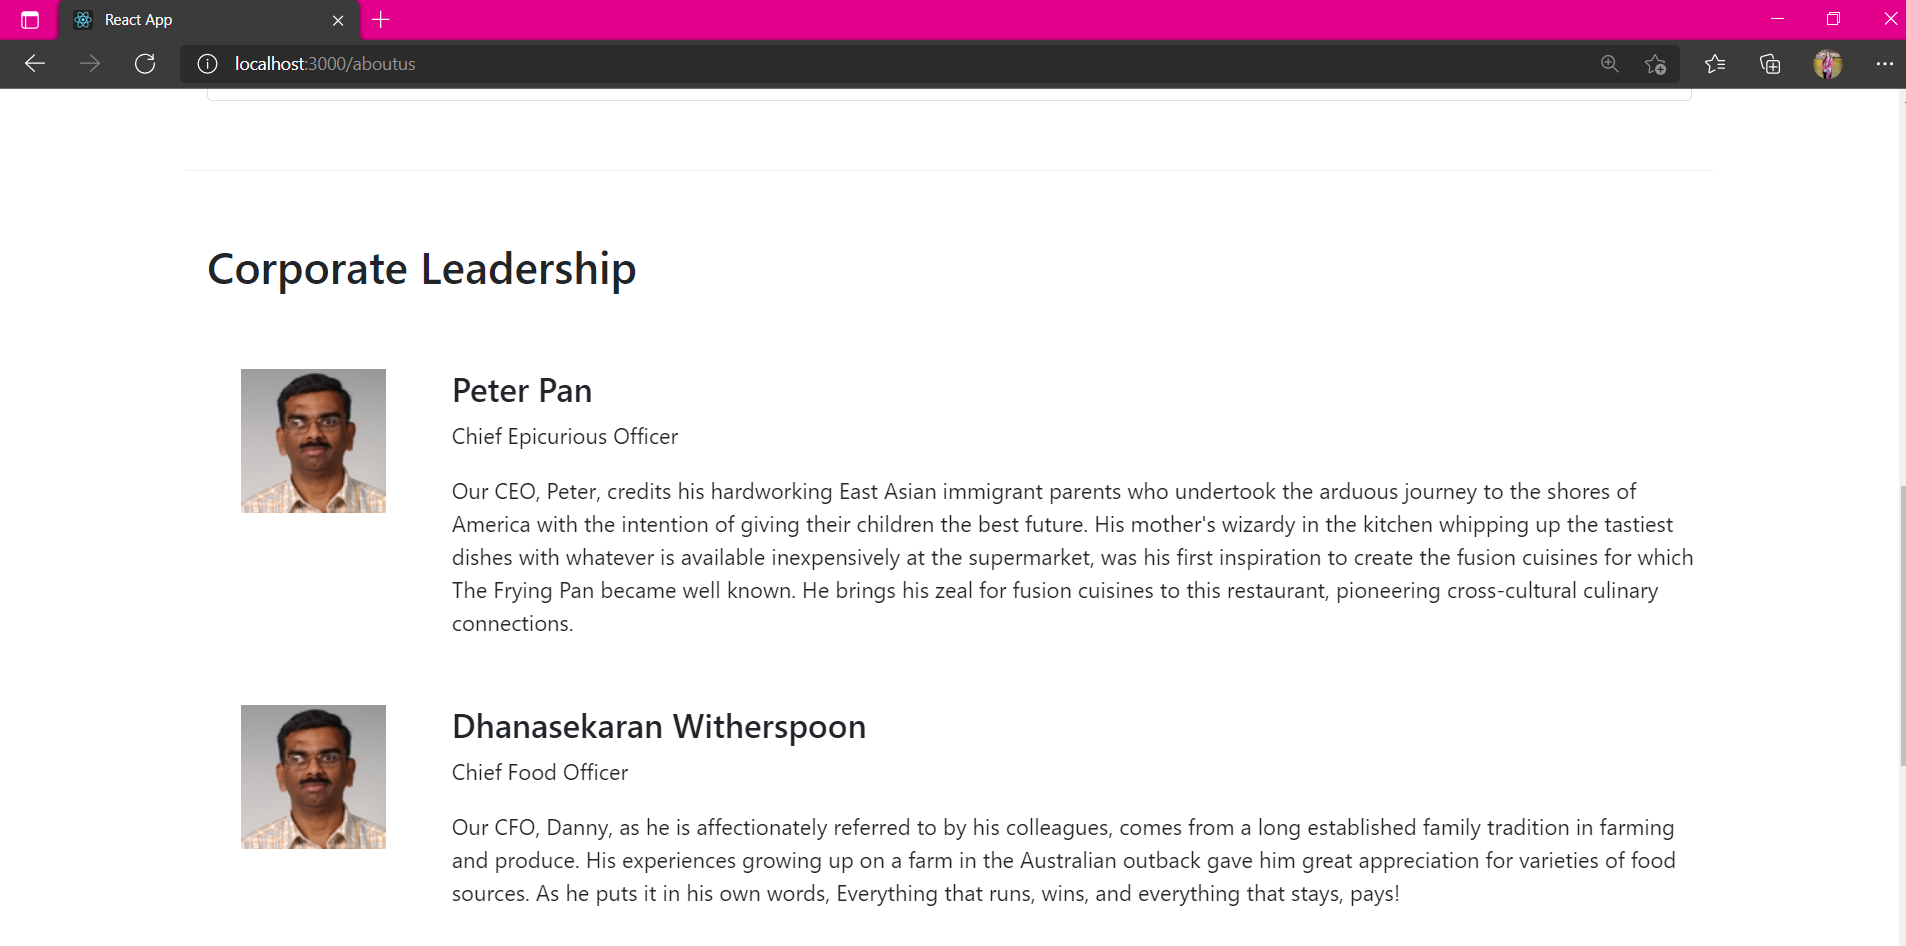 React App
localhost:3000/aboutus
Corporate Leadership
Peter Pan
Chief Epicurious Officer
Our CEO, Peter, credits his hardworking East Asian immigrant parents who undertook the arduous journey to the shores of
America with the intention of giving their children the best future. His mother's wizardy in the kitchen whipping up the tastiest
dishes with whatever is available inexpensively at the supermarket, was his first inspiration to create the fusion cuisines for which
The Frying Pan became well known. He brings his zeal for fusion cuisines to this restaurant, pioneering cross-cultural culinary
connections.
Dhanasekaran Witherspoon
Chief Food Officer
Our CFO, Danny, as he is affectionately referred to by his colleagues, comes from a long established family tradition in farming
and produce. His experiences growing up on a farm in the Australian outback gave him great appreciation for varieties of food
sources. As he puts it in his own words, Everything that runs, wins, and everything that stays, pays!